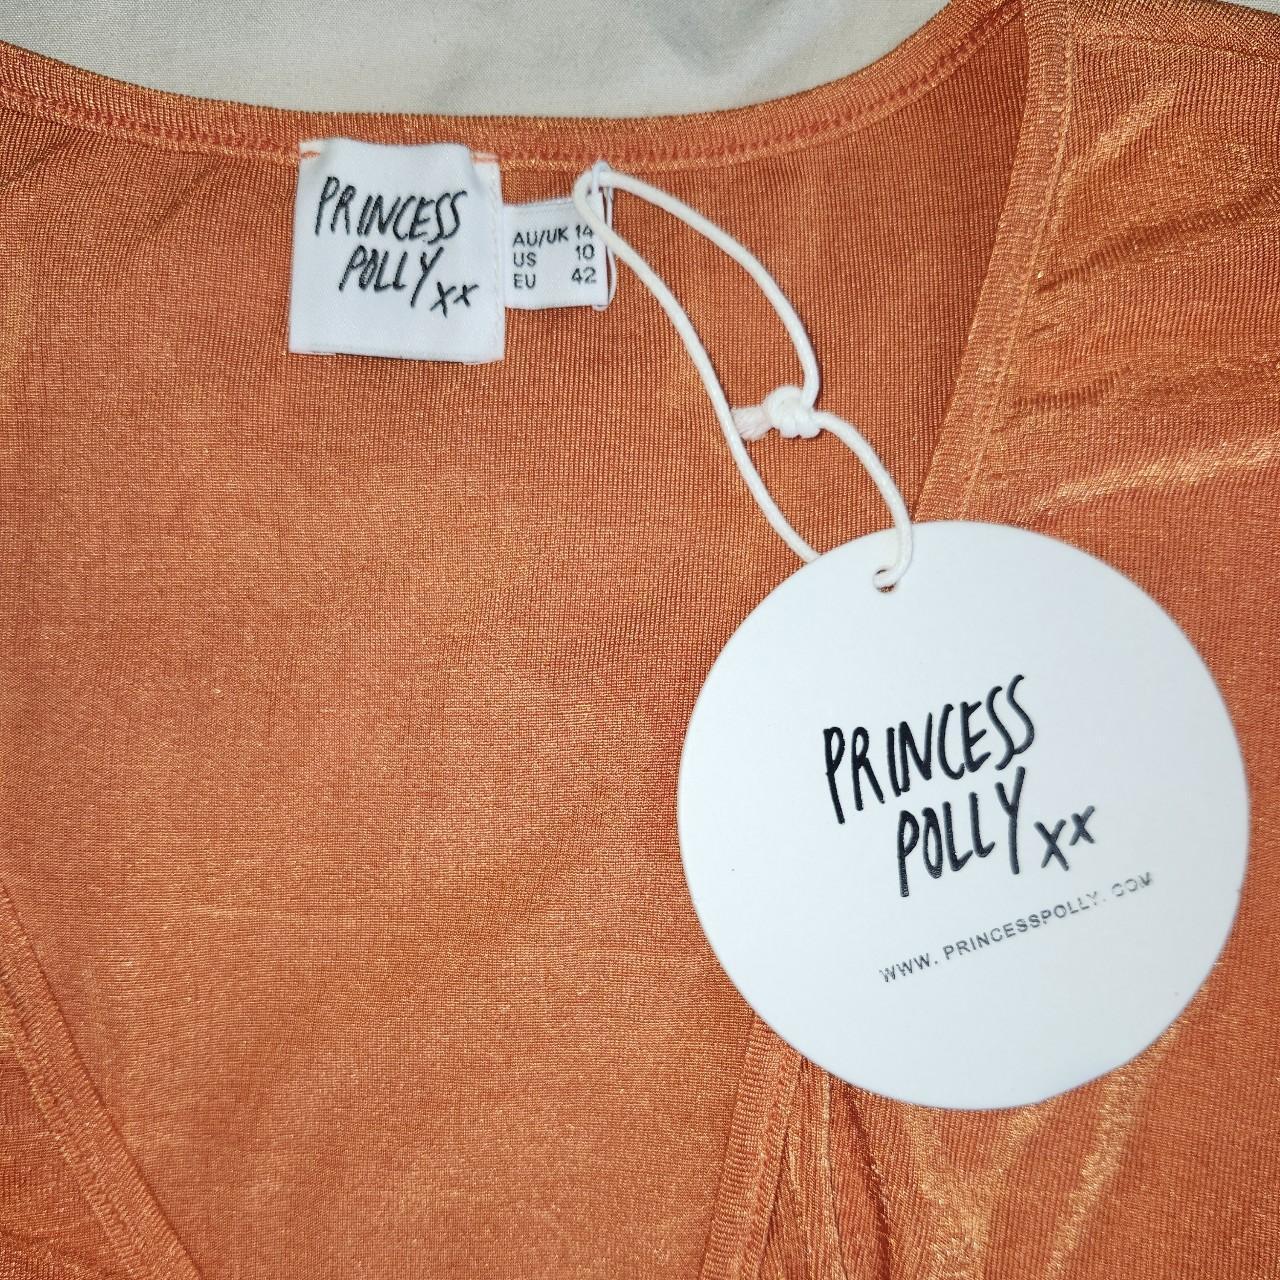 PRINCESS
POLLY xx
AU/UK 14
US 10
EU 42
PRINCESS
POLLY xx
WWW. PRINCESSPOLLY. COM